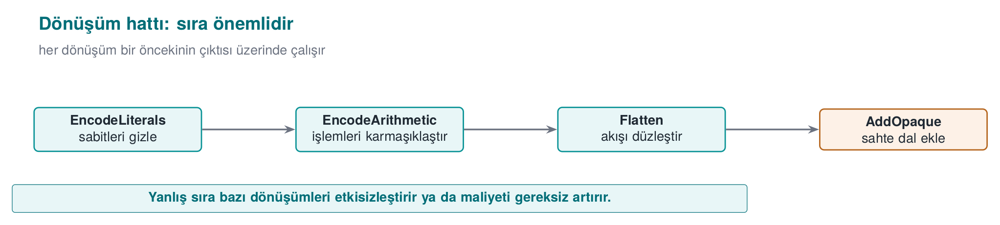 Dönüşüm hattı: sıra önemlidir
her dönüşüm bir öncekinin çıktısı üzerinde çalışır
EncodeLiterals
sabitleri gizle
EncodeArithmetic
işlemleri karmaşıklaştır
Flatten
akışı düzleştir
AddOpaque
sahte dal ekle
Yanlış sıra bazı dönüşümleri etkisizleştirir ya da maliyeti gereksiz artırır.